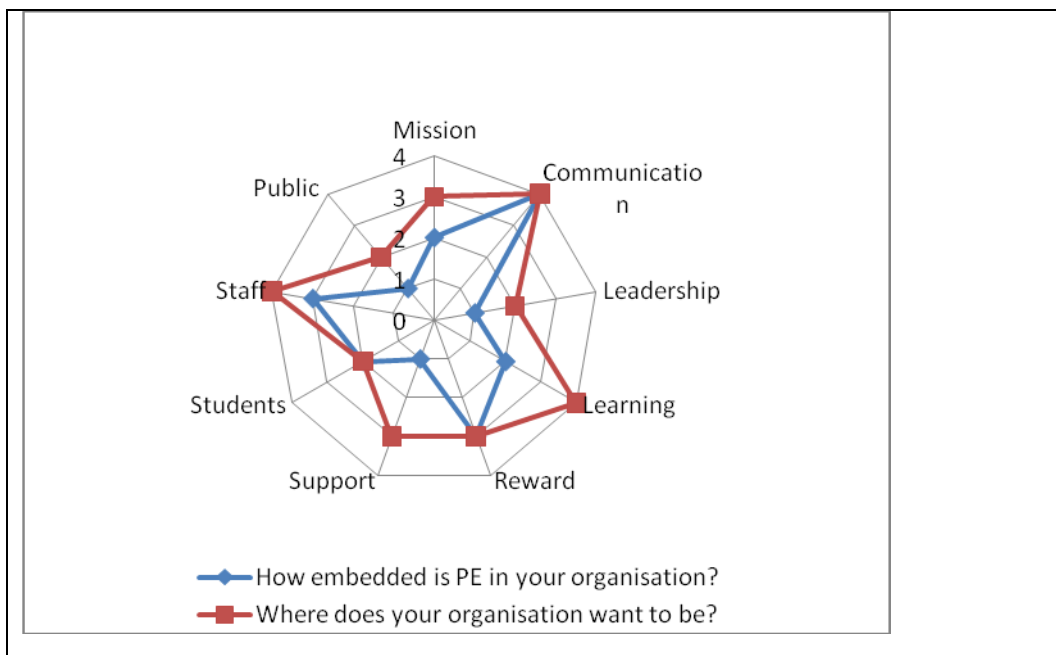 Mission
4
Communicatio
n
Public
3
2
Staff
1
Leadership
0
Students
Learning
Support
Reward
How embedded is PE in your organisation?
Where does your organisation want to be?